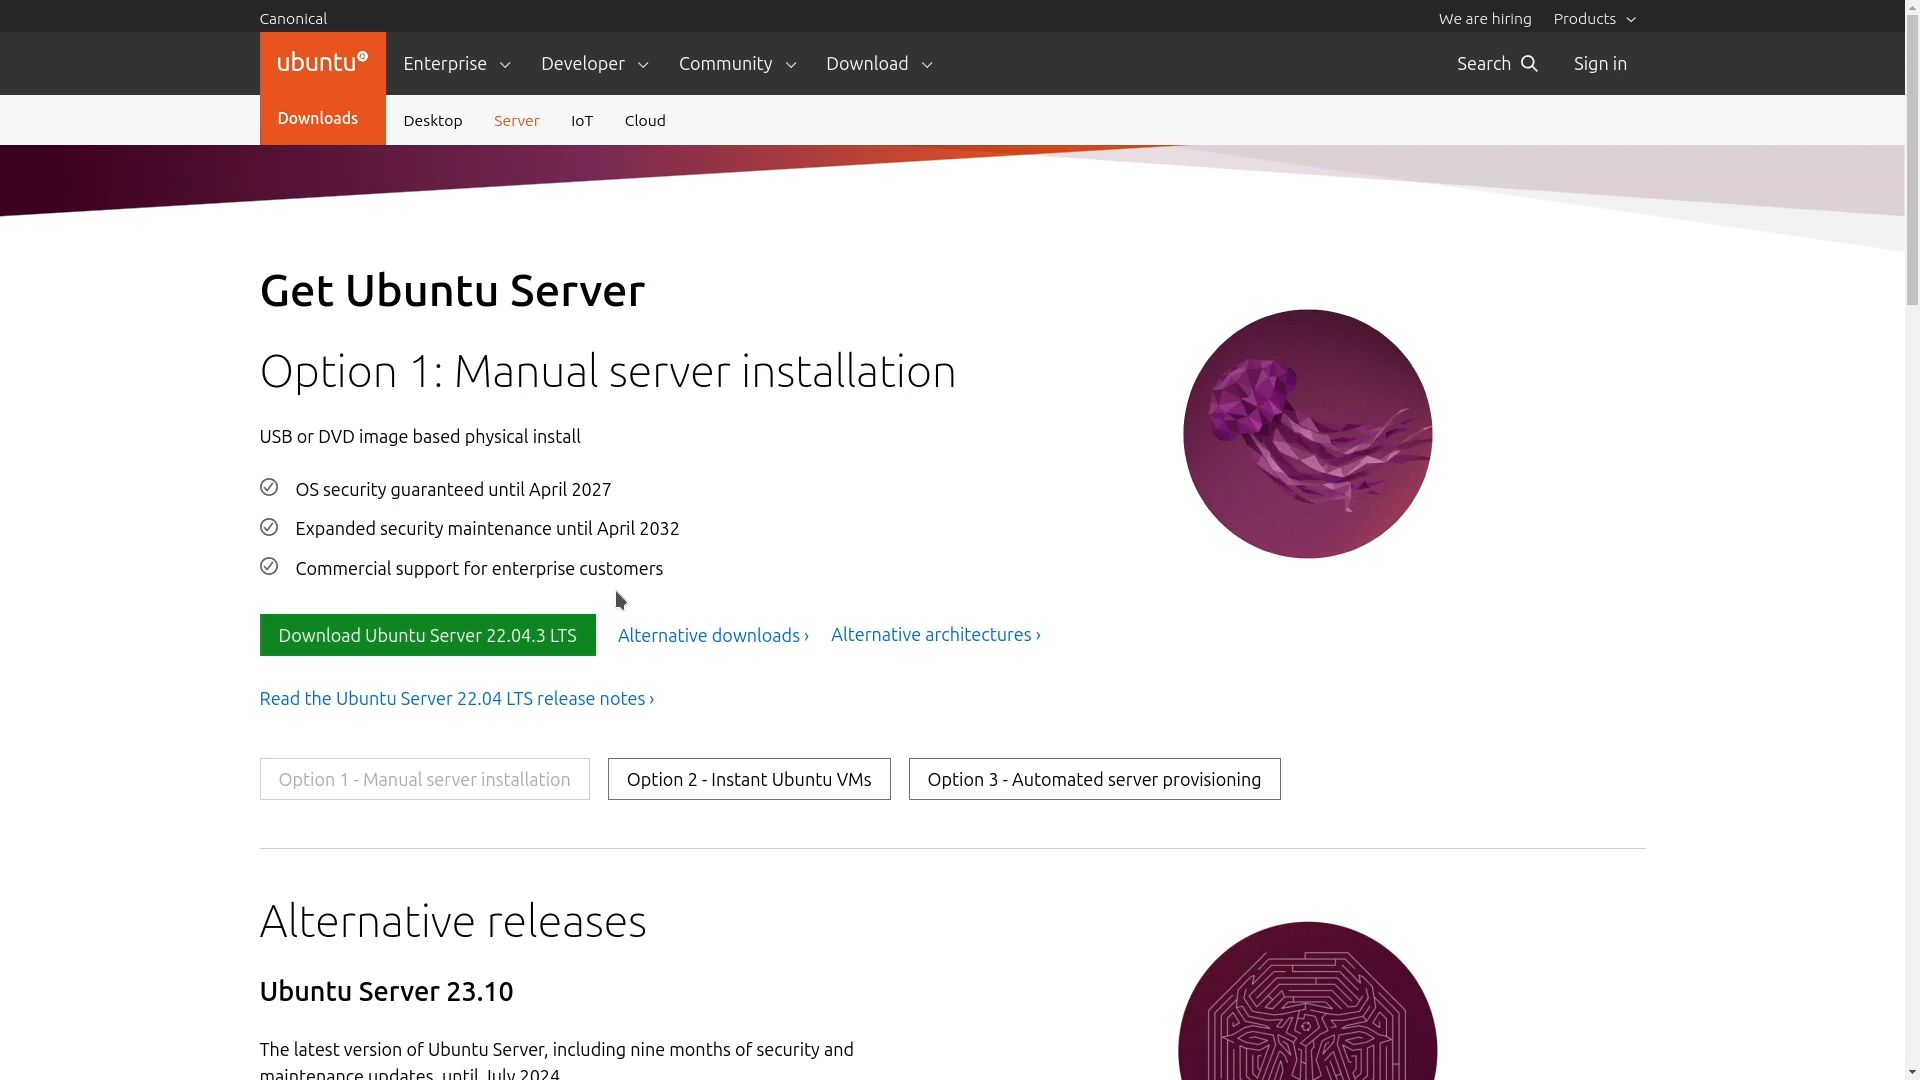 Canonical
We are hiring
Products
ubuntu
Enterprise
Developer
Community
Download
Search
Sign in
Downloads
Desktop
Server
IoT
Cloud
Get Ubuntu Server
Option 1: Manual server installation
USB or DVD image based physical install
OS security guaranteed until April 2027
Expanded security maintenance until April 2032
Commercial support for enterprise customers
Download Ubuntu Server 22.04.3 LTS
Alternative downloads ›
Alternative architectures ›
Read the Ubuntu Server 22.04 LTS release notes ›
Option 1 - Manual server installation
Option 2 - Instant Ubuntu VMs
Option 3 - Automated server provisioning
Alternative releases
Ubuntu Server 23.10
The latest version of Ubuntu Server, including nine months of security and
maintenance updates, until July 2024.